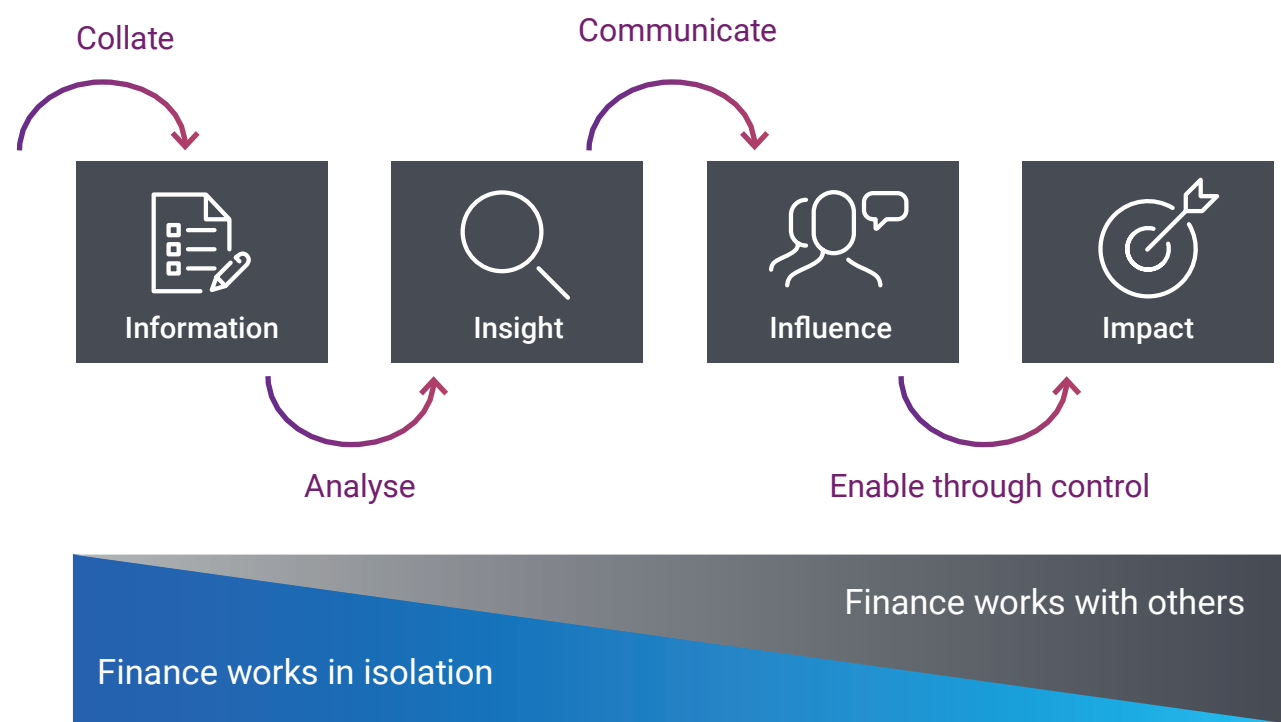 Collate
Communicate
Information
Insight
Influence
Impact
Analyse
Enable through control
Finance works with others
Finance works in isolation